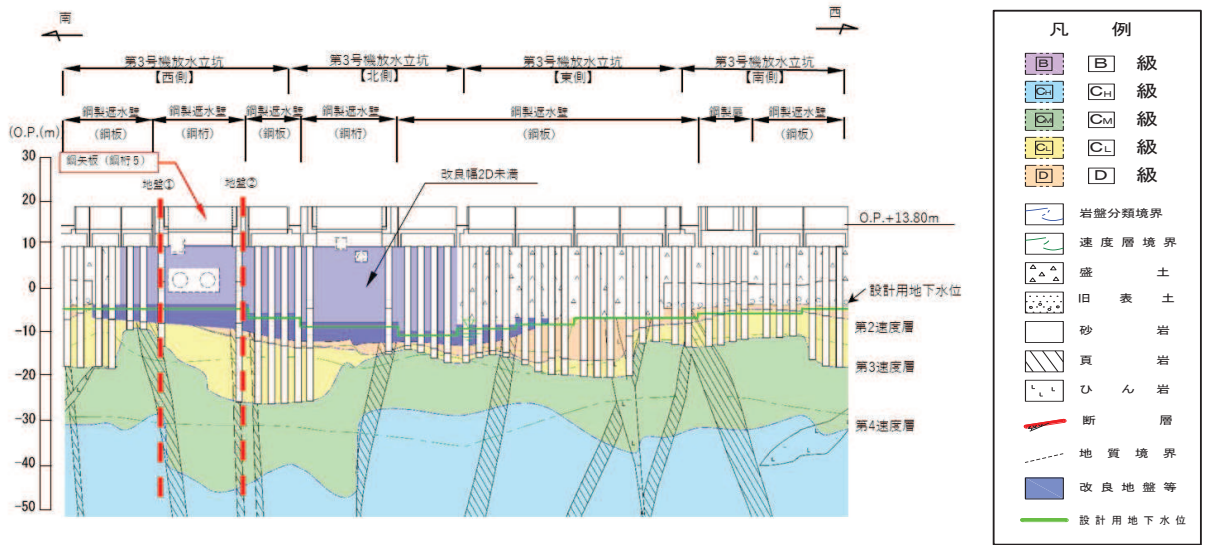 南
西
第3号機放水立坑 第3号機放水立坑 第3号機放水立坑 第3号機放水立坑
【西側】 【北側】 【東側】 【南側】
鋼製遮水壁 鋼製遮水壁 鋼製遮水壁 鋼製遮水壁 鋼製遮水壁 鋼製扉 鋼製遮水壁
(鋼板) (鋼桁) (鋼板) (鋼桁) (鋼板) (鋼板)
(O.P.(m)
30
20
10
0
-10
-20
-30
-40
-50
鋼矢板(鋼桁5)
地盤①
地盤②
改良幅2D未満
O.P.+13.80m
設計用地下水位
第2速度層
第3速度層
第4速度層
凡 例
B B 級
CH CH 級
CM CM 級
CL CL 級
D D 級
岩盤分類境界
速度層境界
盛 土
旧 表 土
砂 岩
頁 岩
ひ ん 岩
断 層
地 質 境 界
改 良 地 盤 等
設 計 用 地 下 水 位